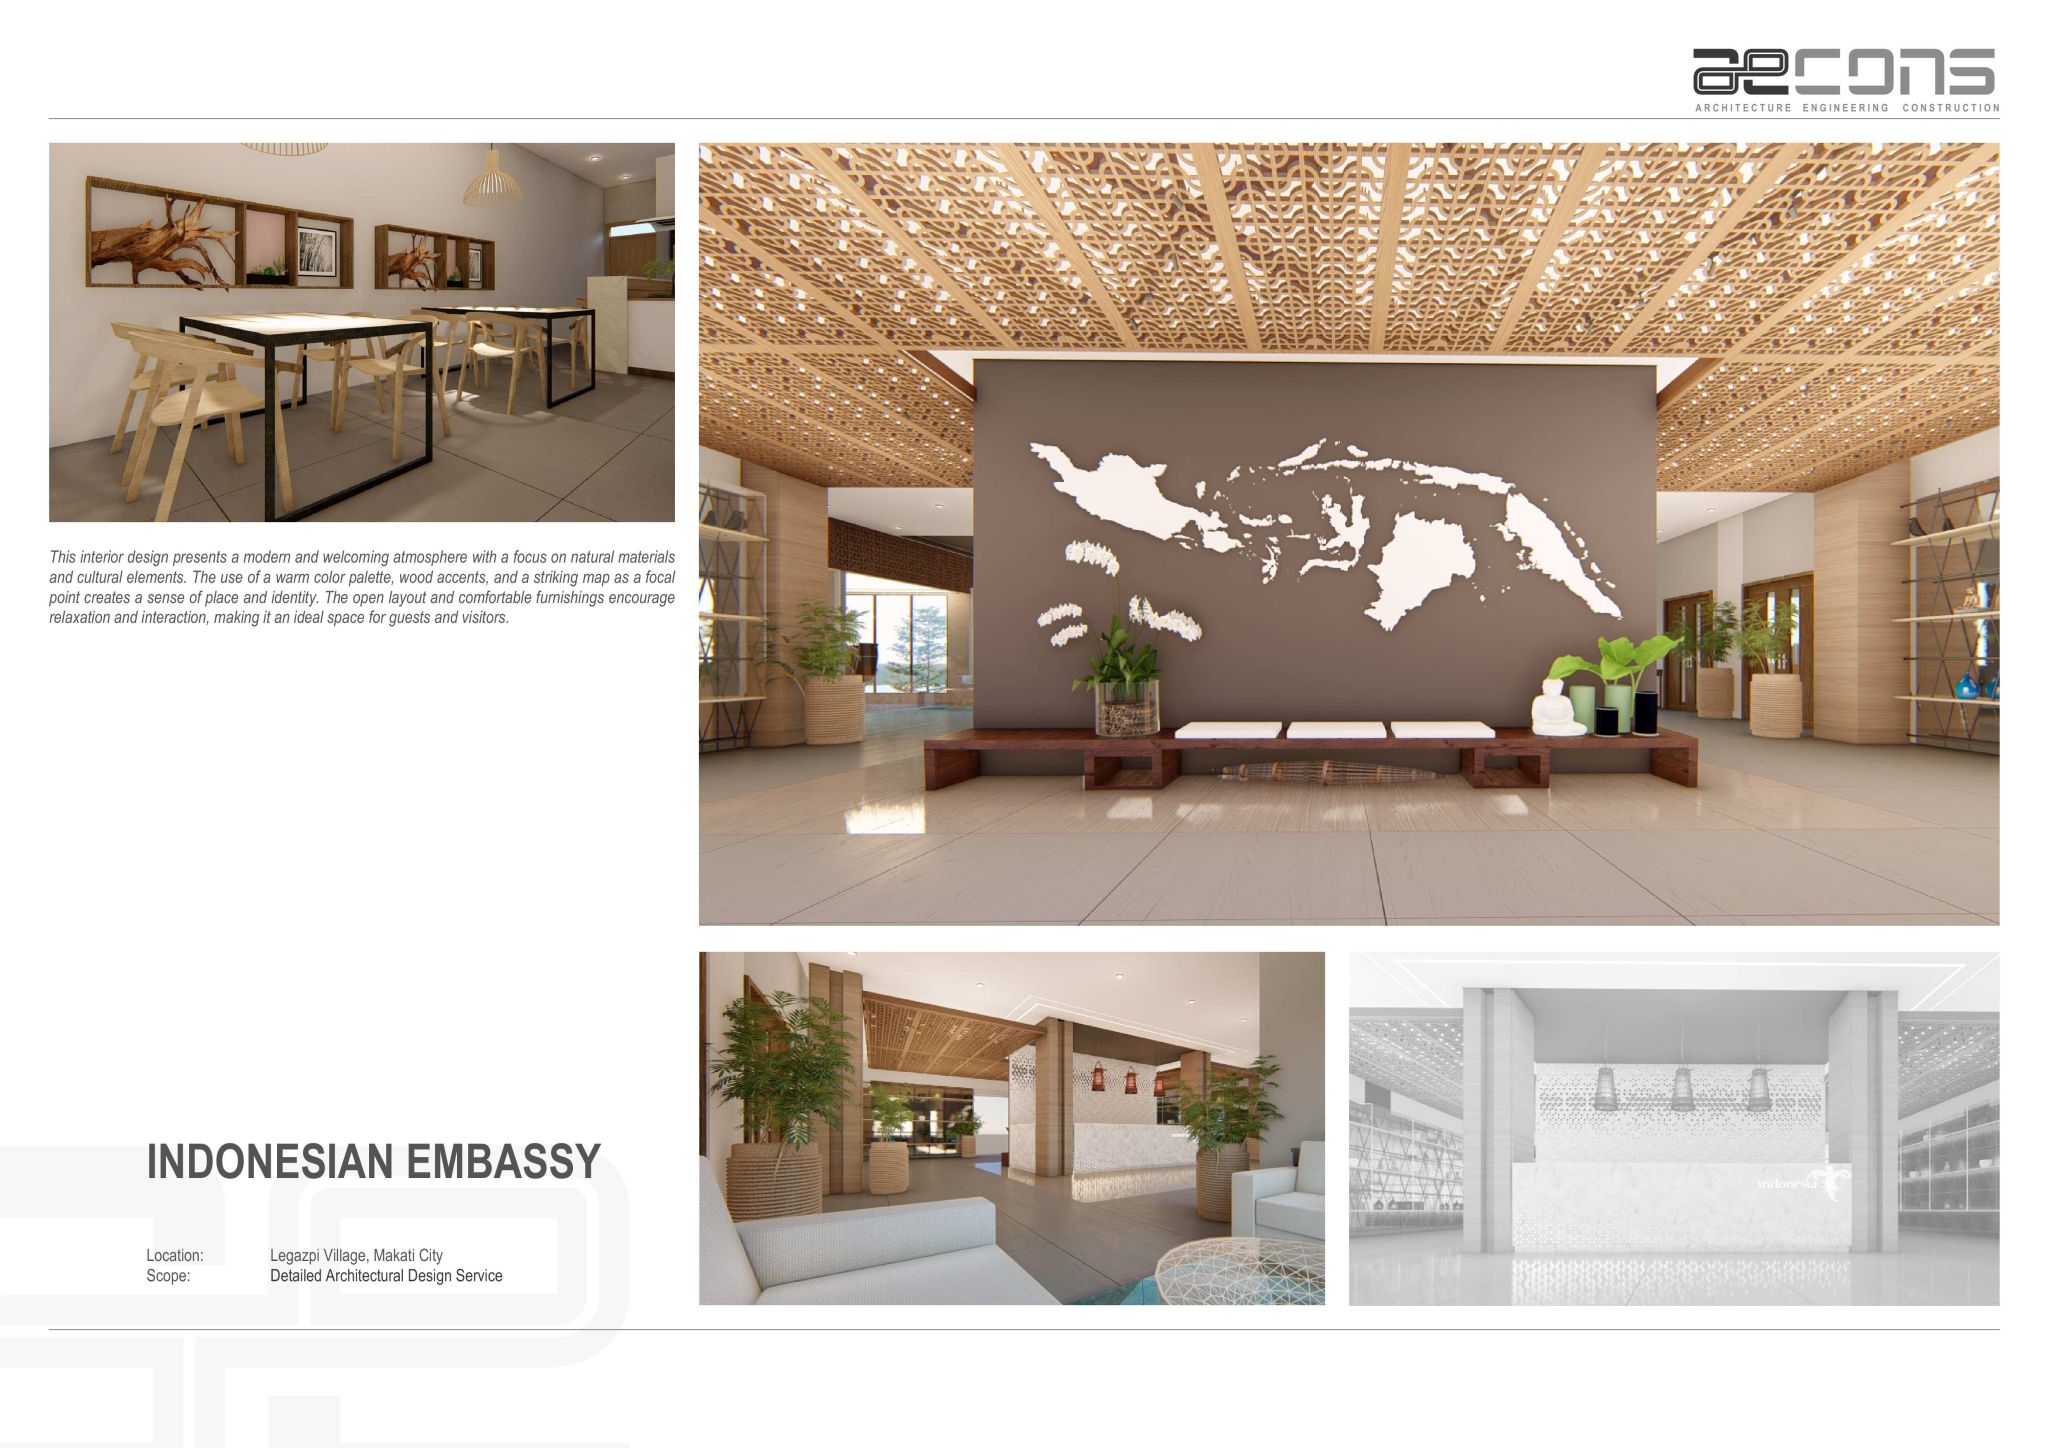 aecons
ARCHITECTURE ENGINEERING CONSTRUCTION
This interior design presents a modern and welcoming atmosphere with a focus on natural materials
and cultural elements. The use of a warm color palette, wood accents, and a striking map as a focal
point creates a sense of place and identity. The open layout and comfortable furnishings encourage
relaxation and interaction, making it an ideal space for guests and visitors.
indonesia
INDONESIAN EMBASSY
Location: Legazpi Village, Makati City
Scope: Detailed Architectural Design Service